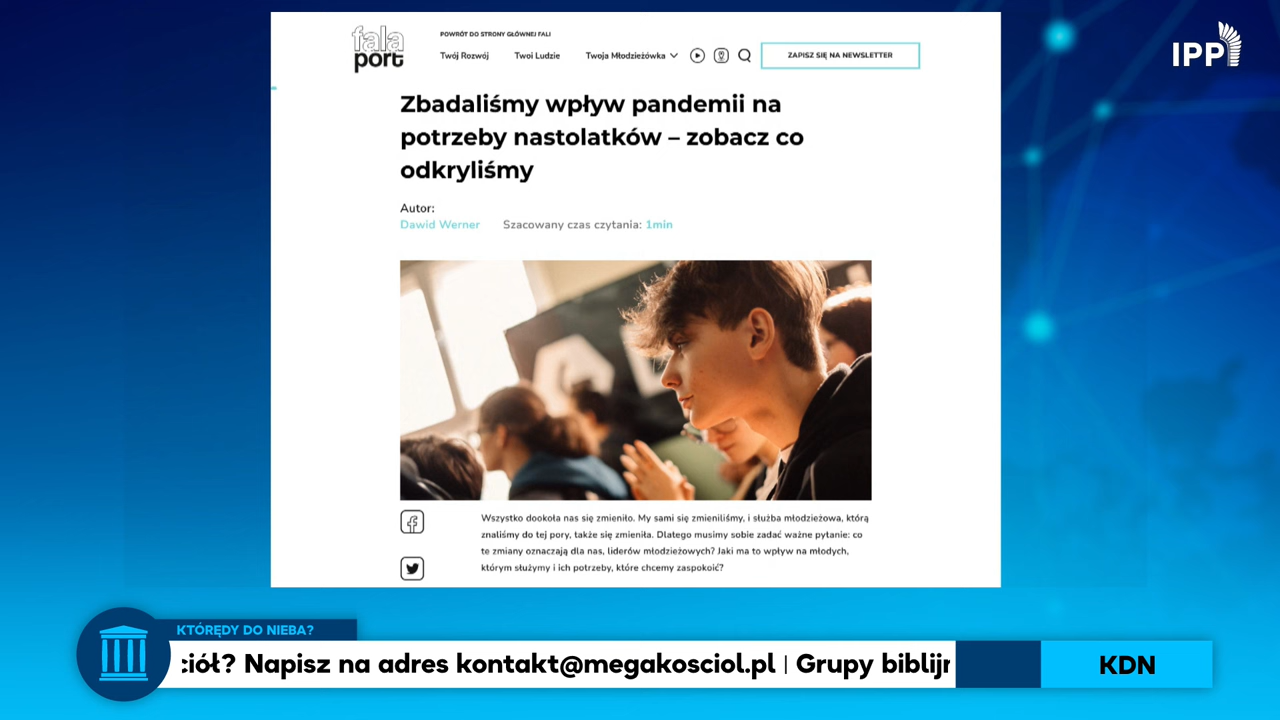 fala
port
POWRÓT DO STRONY GŁÓWNEJ FALI
Twój Rozwój Twoi Ludzie Twoja Młodzieżówka ZAPISZ SIĘ NA NEWSLETTER
IPP
Zbadaliśmy wpływ pandemii na
potrzeby nastolatków – zobacz co
odkryliśmy
Autor:
Dawid Werner Szacowany czas czytania: 1min
Wszystko dookoła nas się zmieniło. My sami się zmieniliśmy, i służba młodzieżowa, którą
znaliśmy do tej pory, także się zmieniła. Dlatego musimy sobie zadać ważne pytanie: co
te zmiany oznaczają dla nas, liderów młodzieżowych? Jaki ma to wpływ na młodych,
którym służymy i ich potrzeby, które chcemy zaspokoić?
KTÓRĘDY DO NIEBA?
ciół? Napisz na adres kontakt@megakosciol.pl | Grupy biblijn
KDN